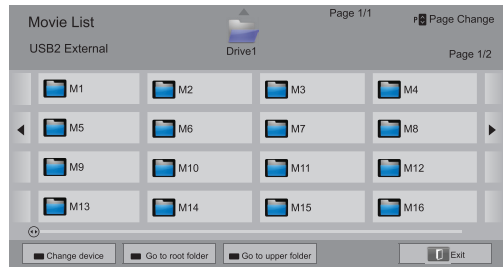 Movie List
Page 1/1
P Page Change
USB2 External
Drive1
Page 1/2
M1 M2 M3 M4
M5 M6 M7 M8
M9 M10 M11 M12
M13 M14 M15 M16
Change device Go to root folder Go to upper folder Exit